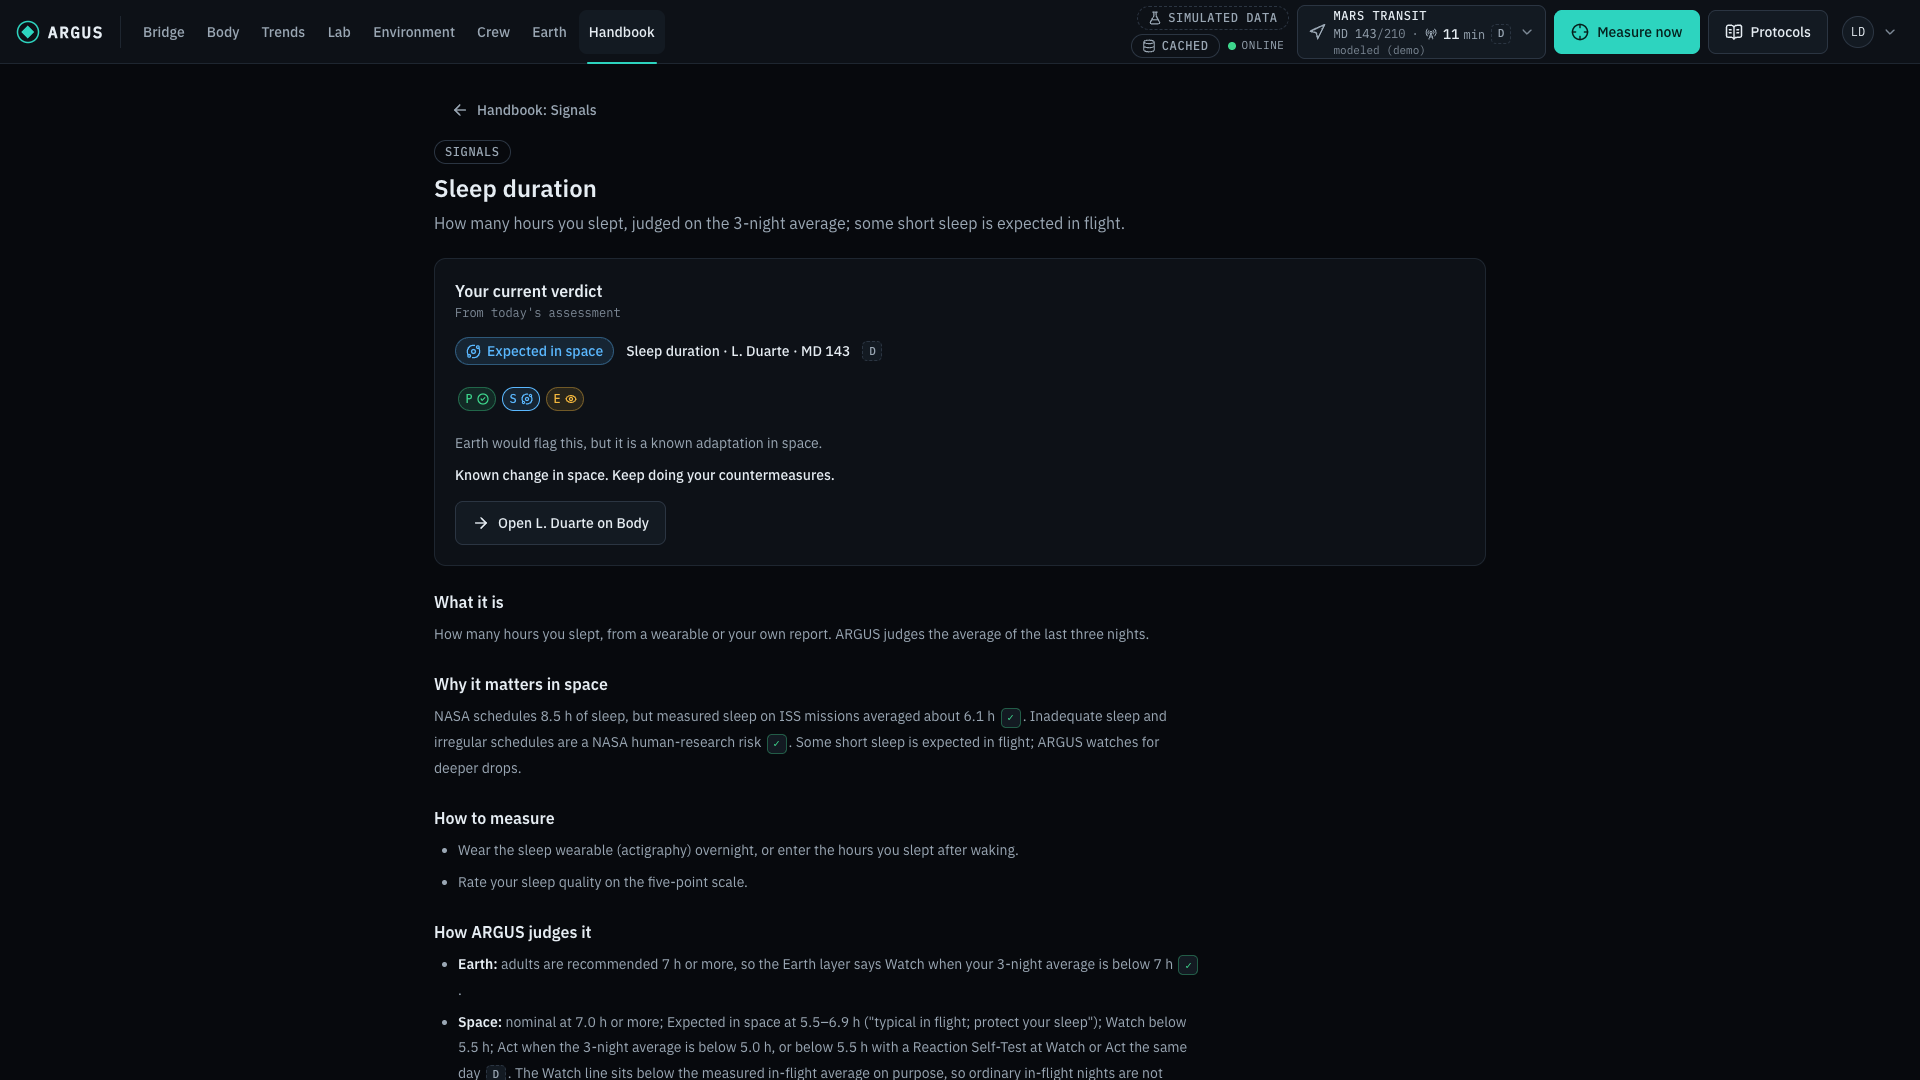 ARGUS
Bridge
Body
Trends
Lab
Environment
Crew
Earth
Handbook
SIMULATED DATA
CACHED
ONLINE
MARS TRANSIT
MD 143/210 · 11 min D
modeled (demo)
Measure now
Protocols
LD
Handbook: Signals
SIGNALS
Sleep duration
How many hours you slept, judged on the 3-night average; some short sleep is expected in flight.
Your current verdict
From today's assessment
Expected in space Sleep duration · L. Duarte · MD 143 D
P S E
Earth would flag this, but it is a known adaptation in space.
Known change in space. Keep doing your countermeasures.
Open L. Duarte on Body
What it is
How many hours you slept, from a wearable or your own report. ARGUS judges the average of the last three nights.
Why it matters in space
NASA schedules 8.5 h of sleep, but measured sleep on ISS missions averaged about 6.1 h ✓. Inadequate sleep and
irregular schedules are a NASA human-research risk ✓. Some short sleep is expected in flight; ARGUS watches for
deeper drops.
How to measure
• Wear the sleep wearable (actigraphy) overnight, or enter the hours you slept after waking.
• Rate your sleep quality on the five-point scale.
How ARGUS judges it
• Earth: adults are recommended 7 h or more, so the Earth layer says Watch when your 3-night average is below 7 h ✓
.
• Space: nominal at 7.0 h or more; Expected in space at 5.5–6.9 h ("typical in flight; protect your sleep"); Watch below
5.5 h; Act when the 3-night average is below 5.0 h, or below 5.5 h with a Reaction Self-Test at Watch or Act the same
day D. The Watch line sits below the measured in-flight average on purpose, so ordinary in-flight nights are not